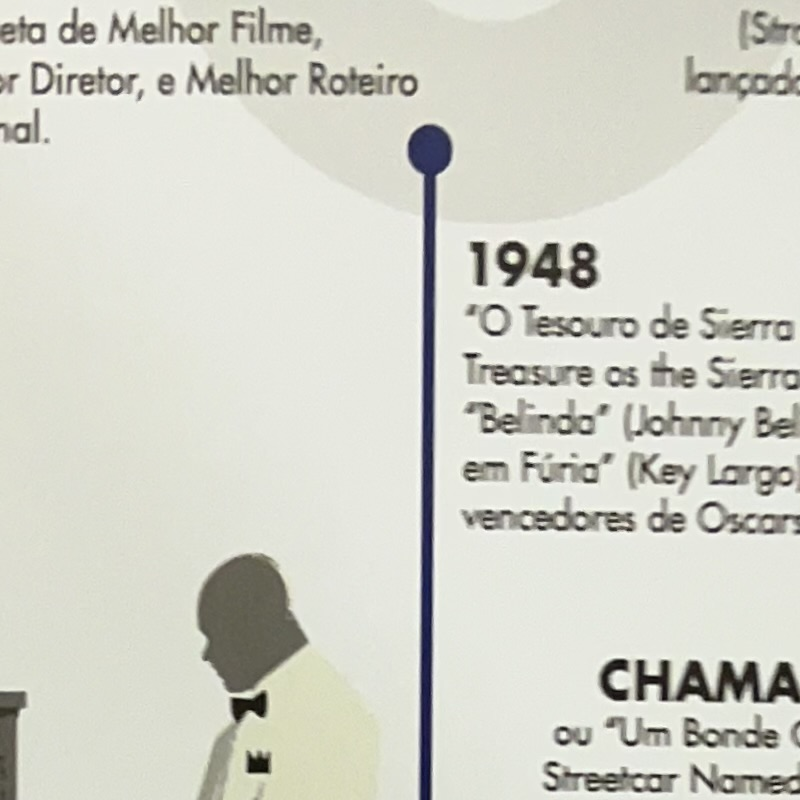 eta de Melhor Filme,
or Diretor, e Melhor Roteiro
nal.
(Stra
lançado
1948
"O Tesouro de Sierra
Treasure os the Sierra
"Belinda" (Johnny Bel
em Fúria" (Key Largo)
vencedores de Oscars
CHAMA
ou "Um Bonde
Streetcar Named